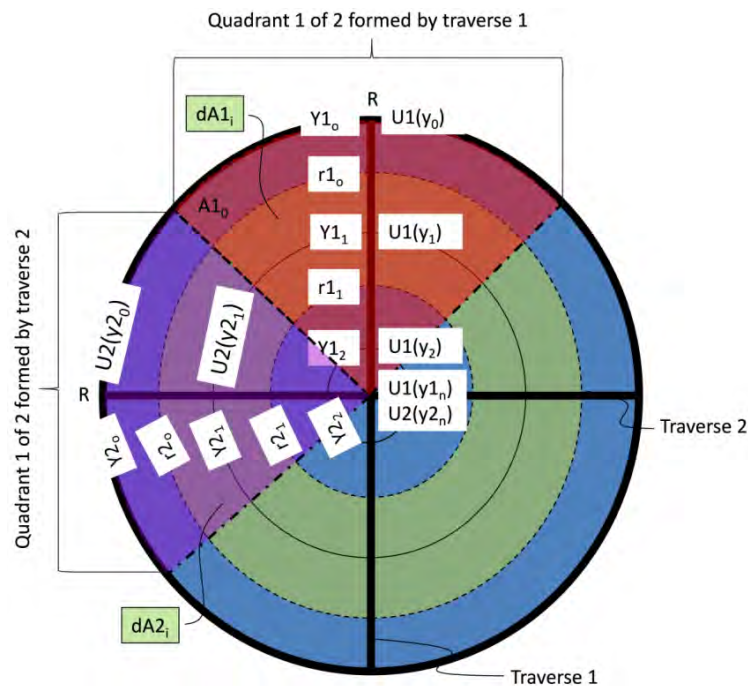 Quadrant 1 of 2 formed by traverse 1
R
dA1ᵢ
Y1ₒ
U1(y₀)
r1ₒ
A1₀
Y1₁
U1(y₁)
r1₁
Y1₂
U1(y₂)
U1(y1ₙ)
U2(y2ₙ)
Quadrant 1 of 2 formed by traverse 2
R
U2(y2₀)
U2(y2₁)
Y2ₒ
r2ₒ
Y2₁
r2₁
Y2₂
Traverse 2
dA2ᵢ
Traverse 1